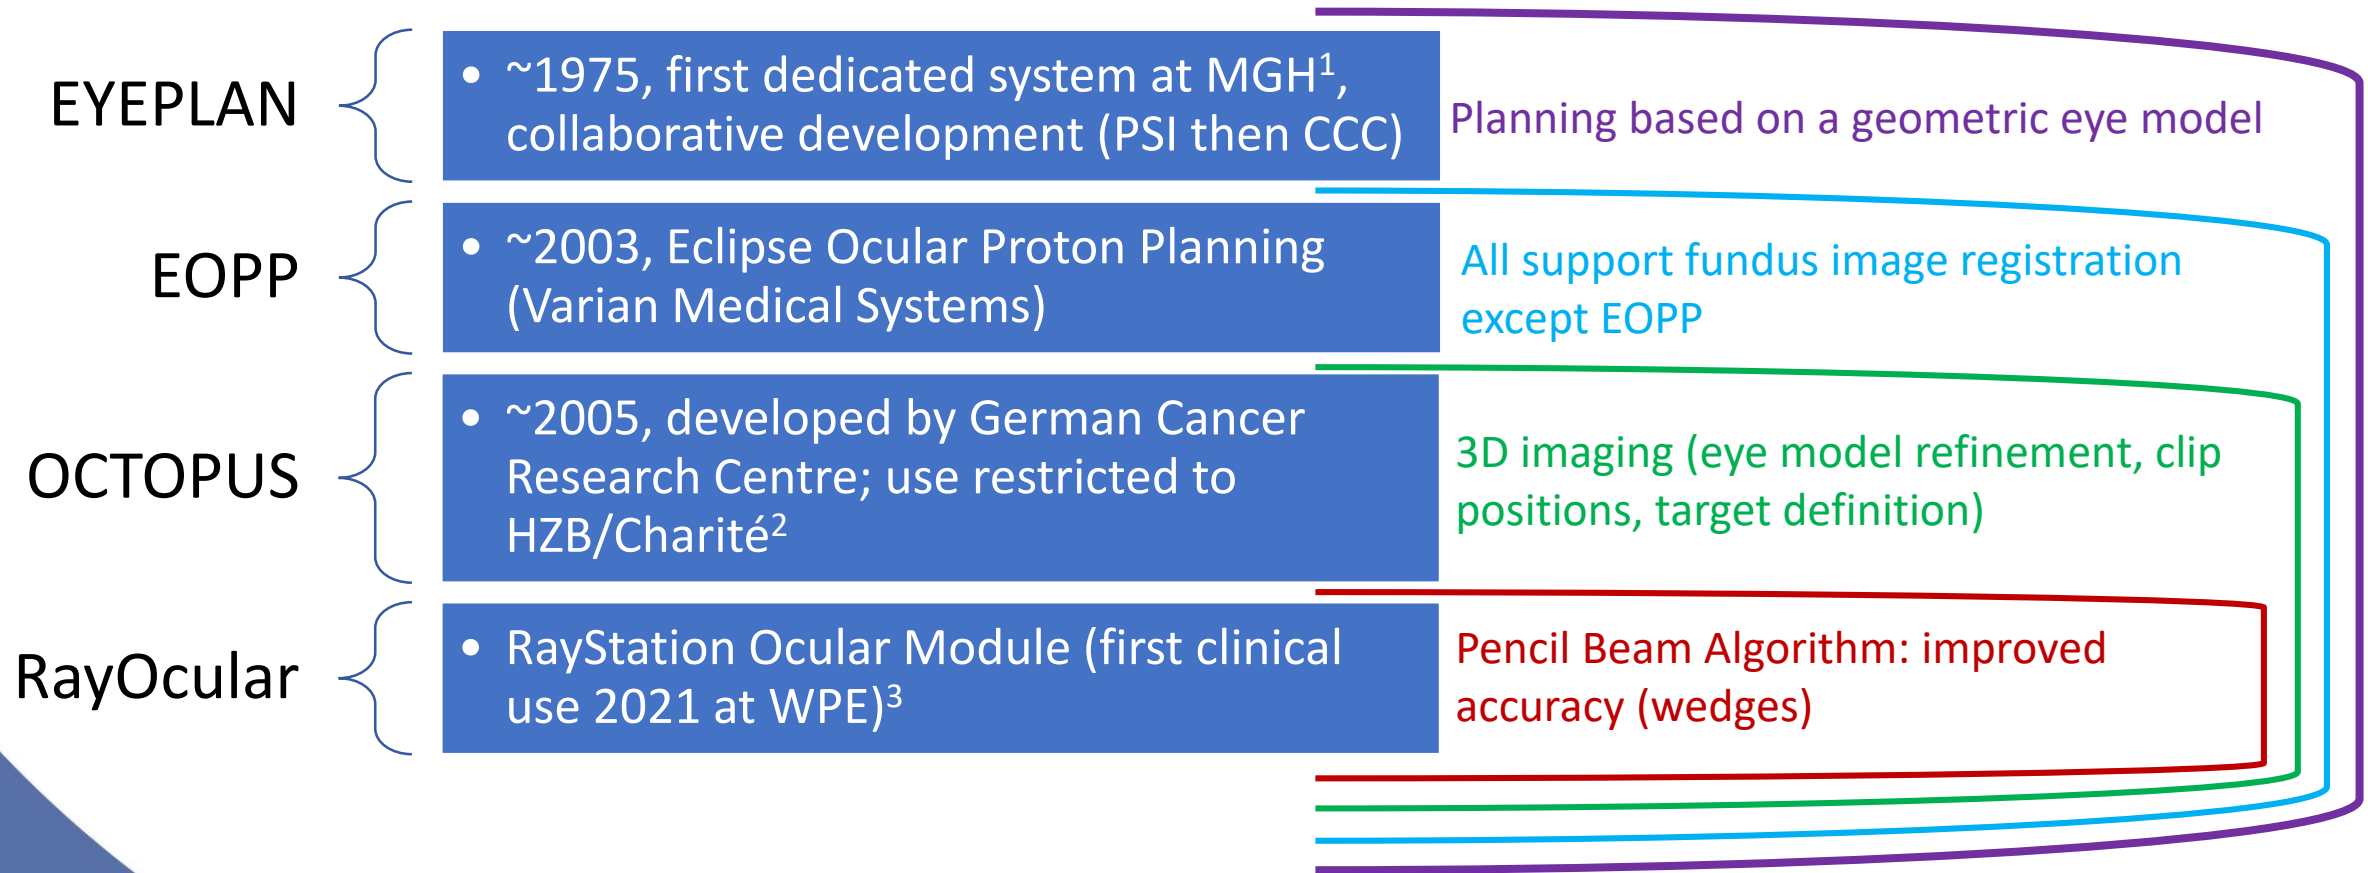 EYEPLAN
• ~1975, first dedicated system at MGH¹,
collaborative development (PSI then CCC)
Planning based on a geometric eye model
EOPP
• ~2003, Eclipse Ocular Proton Planning
(Varian Medical Systems)
All support fundus image registration
except EOPP
OCTOPUS
• ~2005, developed by German Cancer
Research Centre; use restricted to
HZB/Charité²
3D imaging (eye model refinement, clip
positions, target definition)
RayOcular
• RayStation Ocular Module (first clinical
use 2021 at WPE)³
Pencil Beam Algorithm: improved
accuracy (wedges)